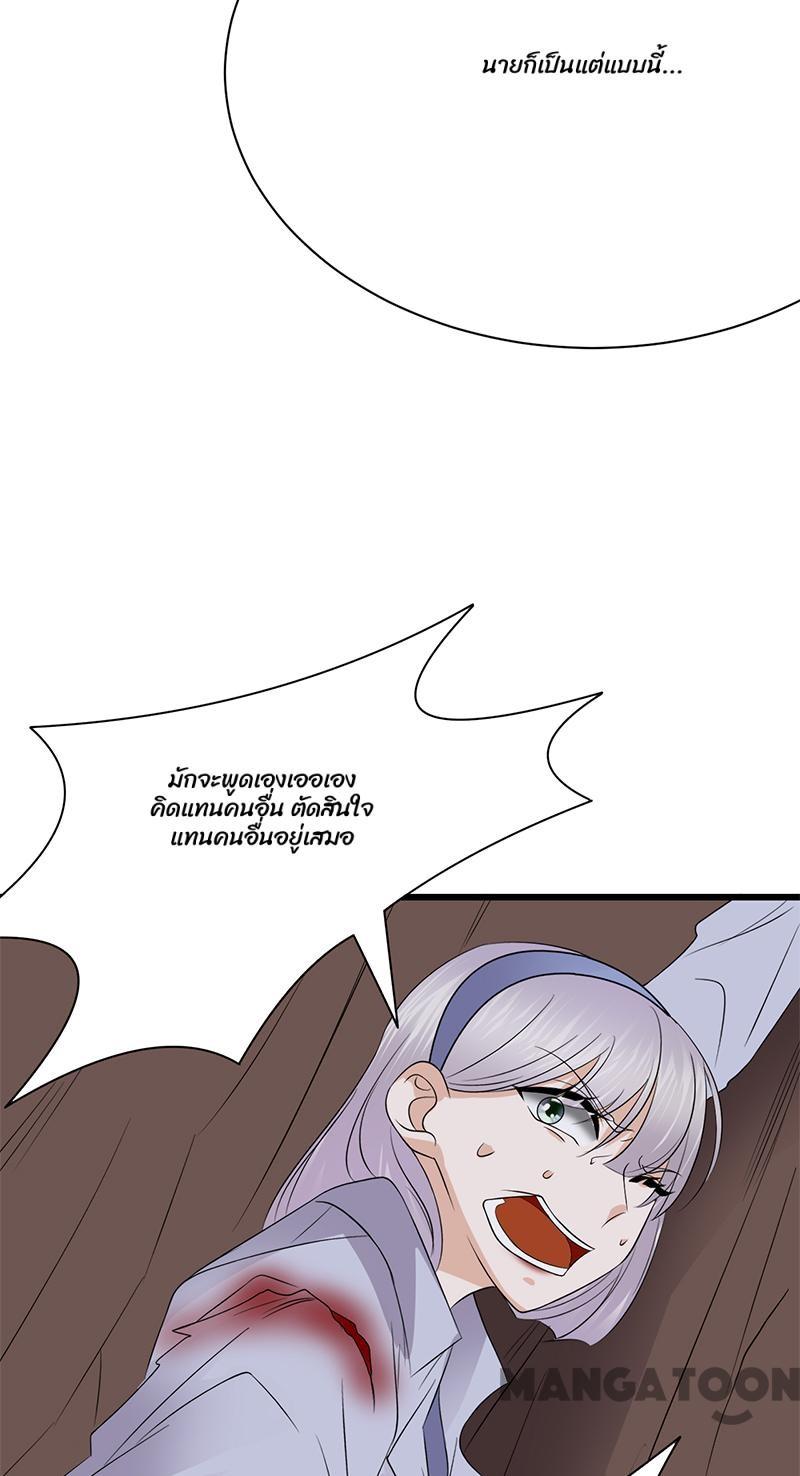 นายก็เป็นแต่แบบนี้...
มักจะพูดเองเออเอง
คิดแทนคนอื่น ตัดสินใจ
แทนคนอื่นอยู่เสมอ
MANGATOON